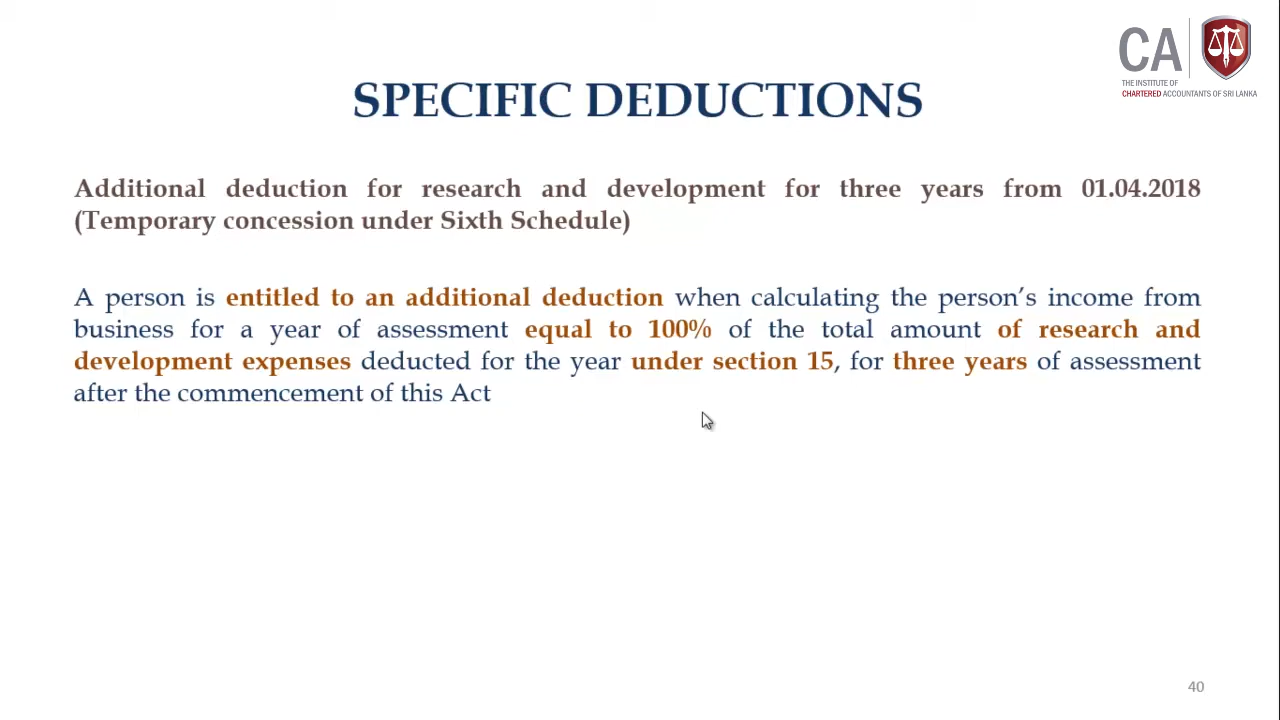 CA
THE INSTITUTE OF
CHARTERED ACCOUNTANTS OF SRI LANKA
SPECIFIC DEDUCTIONS
Additional deduction for research and development for three years from 01.04.2018
(Temporary concession under Sixth Schedule)
A person is entitled to an additional deduction when calculating the person’s income from
business for a year of assessment equal to 100% of the total amount of research and
development expenses deducted for the year under section 15, for three years of assessment
after the commencement of this Act
40